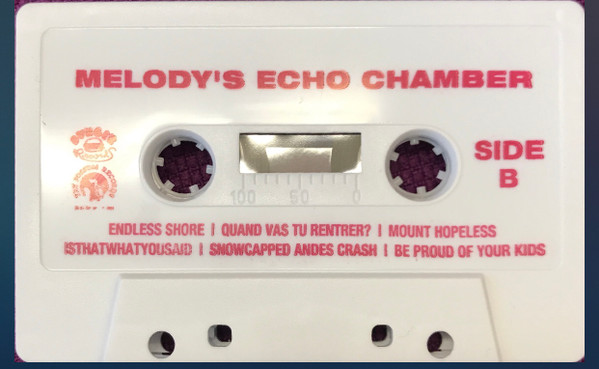 MELODY'S ECHO CHAMBER
SIDE
B
100 50 0
ENDLESS SHORE | QUAND VAS TU RENTRER? | MOUNT HOPELESS
ISTHATWHATYOUSAID | SNOWCAPPED ANDES CRASH | BE PROUD OF YOUR KIDS